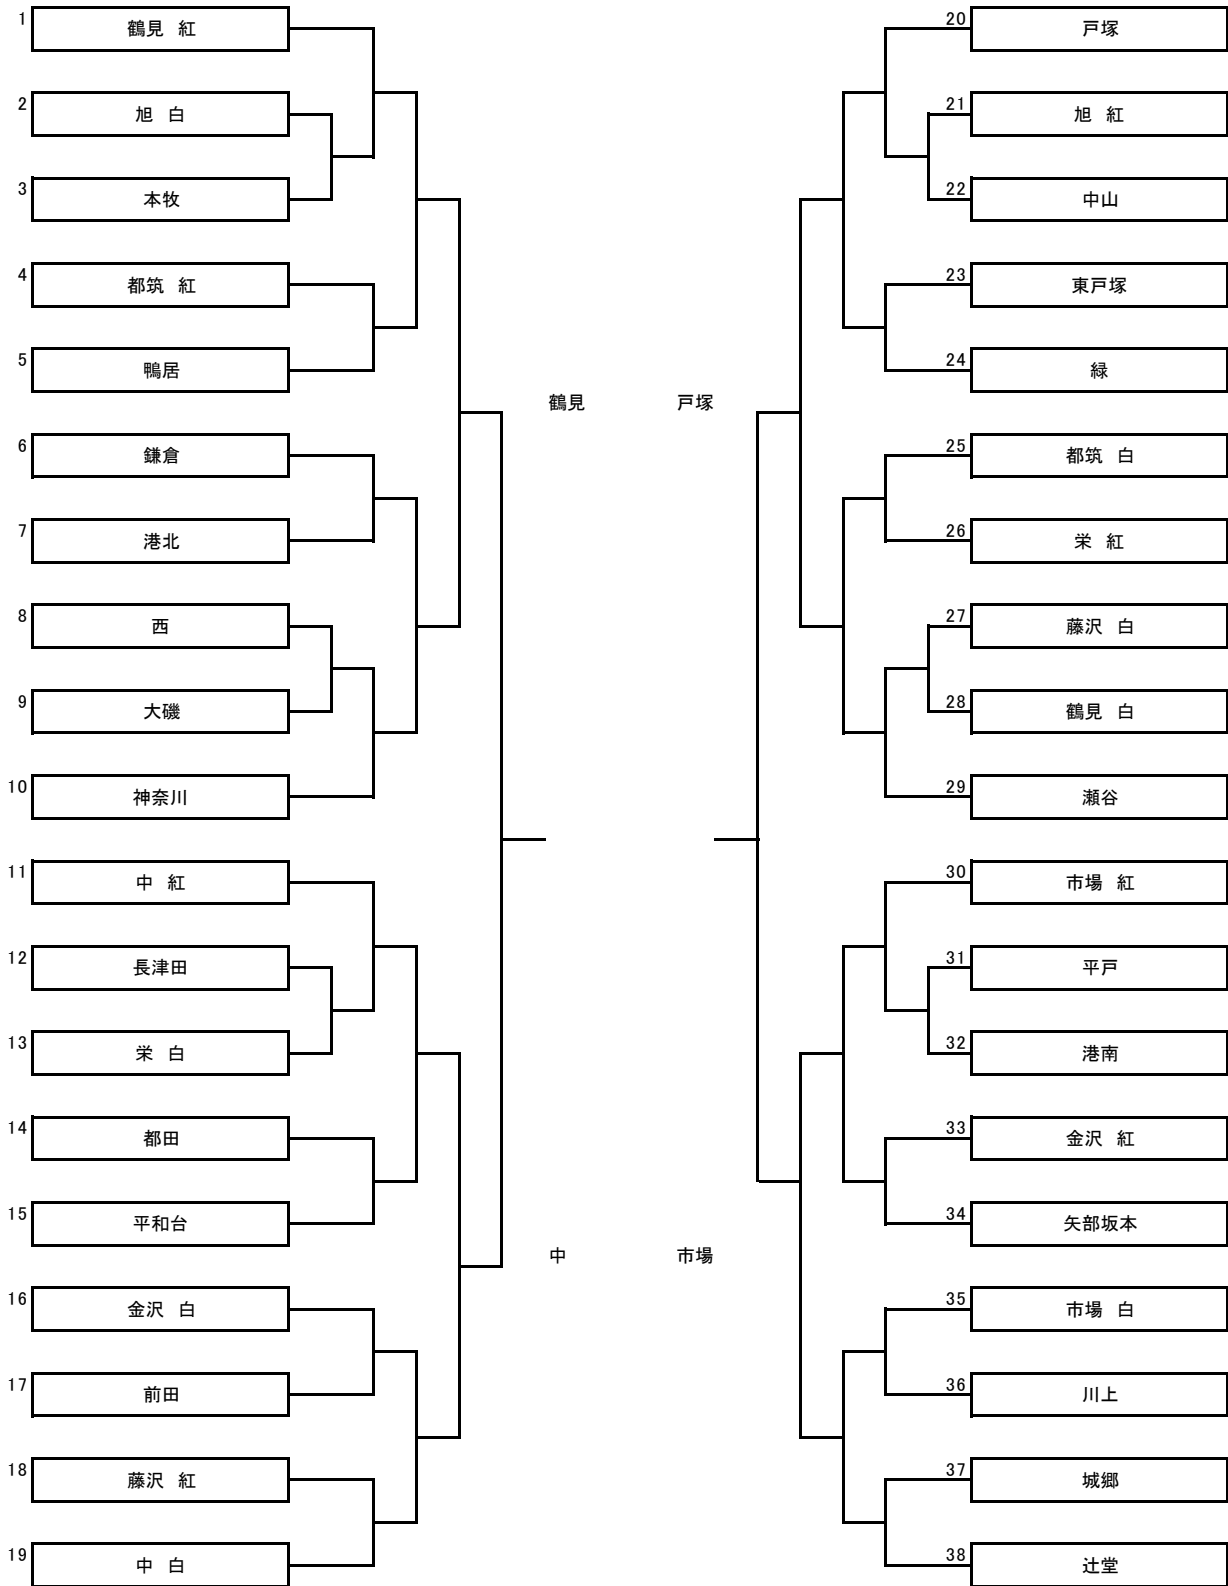 1 鶴見 紅
2 旭 白
3 本牧
4 都筑 紅
5 鴨居
6 鎌倉
7 港北
8 西
9 大磯
10 神奈川
11 中 紅
12 長津田
13 栄 白
14 都田
15 平和台
16 金沢 白
17 前田
18 藤沢 紅
19 中 白
鶴見
中
戸塚
市場
20 戸塚
21 旭 紅
22 中山
23 東戸塚
24 緑
25 都筑 白
26 栄 紅
27 藤沢 白
28 鶴見 白
29 瀬谷
30 市場 紅
31 平戸
32 港南
33 金沢 紅
34 矢部坂本
35 市場 白
36 川上
37 城郷
38 辻堂